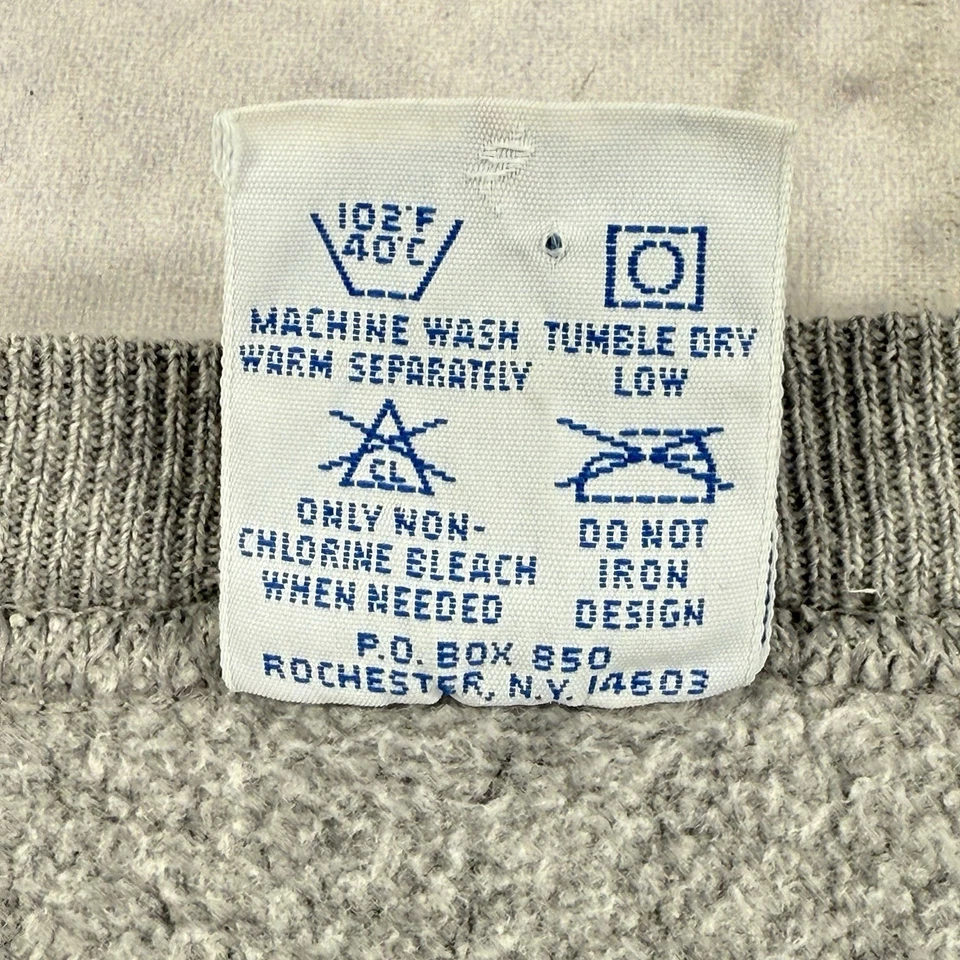 102°F
40°C
MACHINE WASH
WARM SEPARATELY
TUMBLE DRY
LOW
CL
ONLY NON-
CHLORINE BLEACH
WHEN NEEDED
DO NOT
IRON
DESIGN
P.O. BOX 850
ROCHESTER, N.Y. 14603